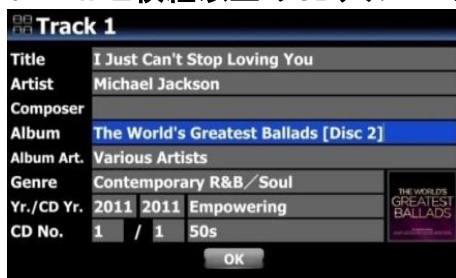 Track 1
Title I Just Can't Stop Loving You
Artist Michael Jackson
Composer
Album The World's Greatest Ballads [Disc 2]
Album Art. Various Artists
Genre Contemporary R&B／Soul
Yr./CD Yr. 2011 2011 Empowering
CD No. 1 / 1 50s
THE WORLD'S
GREATEST
BALLADS
OK